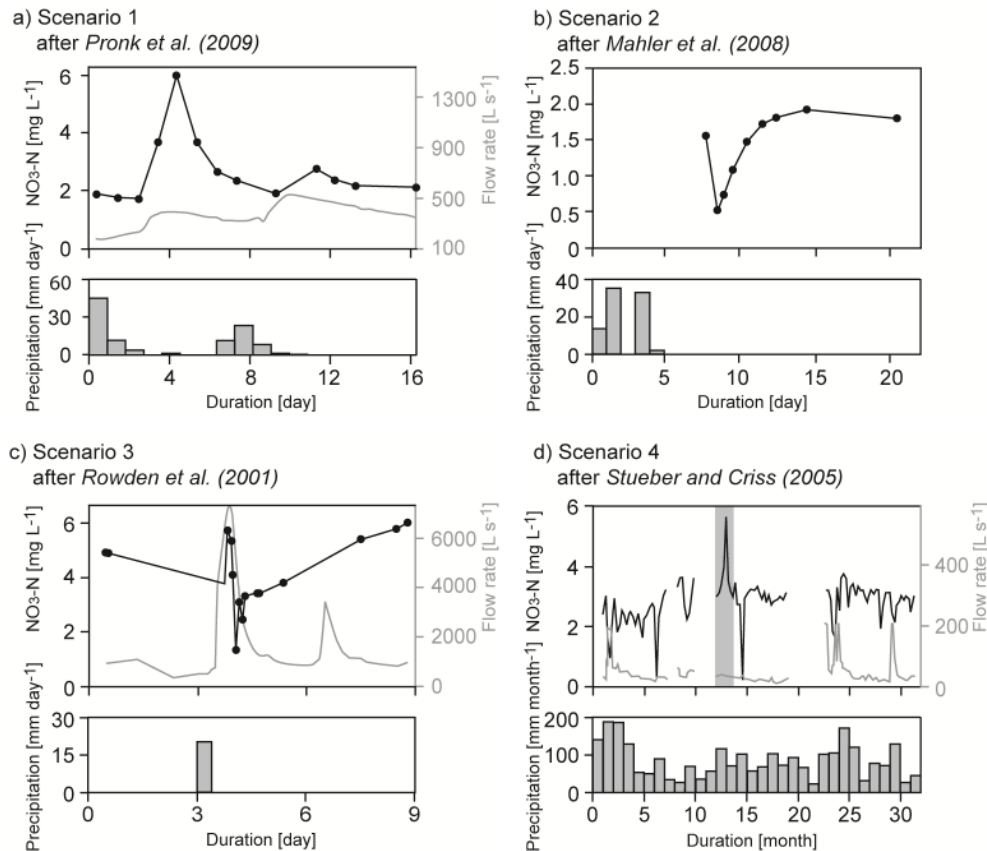 a) Scenario 1
after Pronk et al. (2009)
NO3-N [mg L-1]
6
4
2
0
Flow rate [L s-1]
1300
900
500
100
Precipitation [mm day-1]
60
30
0
0 4 8 12 16
Duration [day]
b) Scenario 2
after Mahler et al. (2008)
NO3-N [mg L-1]
2.5
2.0
1.5
1.0
0.5
0
Precipitation [mm day-1]
40
20
0
0 5 10 15 20
Duration [day]
c) Scenario 3
after Rowden et al. (2001)
NO3-N [mg L-1]
6
4
2
0
Flow rate [L s-1]
6000
4000
2000
0
Precipitation [mm day-1]
30
15
0
0 3 6 9
Duration [day]
d) Scenario 4
after Stueber and Criss (2005)
NO3-N [mg L-1]
6
4
2
0
Flow rate [L s-1]
400
200
0
Precipitation [mm month-1]
200
100
0
0 5 10 15 20 25 30
Duration [month]